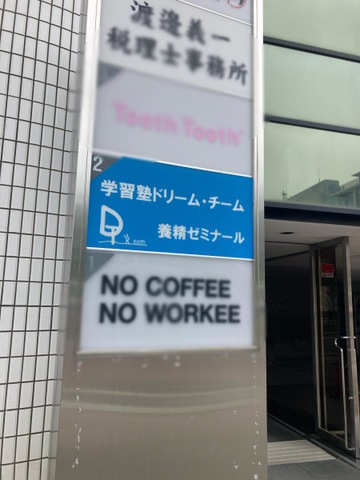 渡邊義一
税理士事務所
Tooth Tooth
2
学習塾ドリーム・チーム
養精ゼミナール
1
NO COFFEE
NO WORKEE